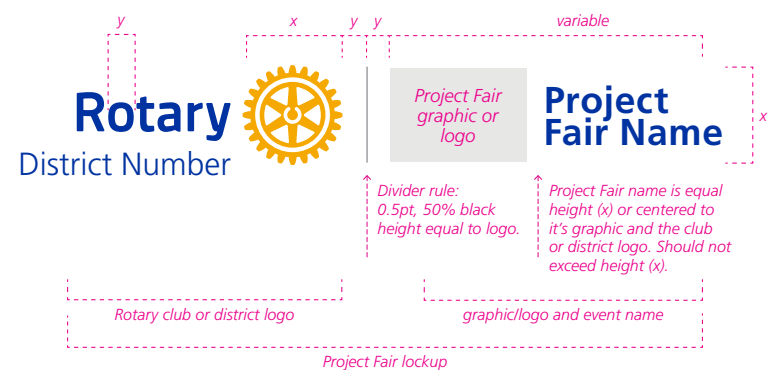 y
x
y
y
variable
Rotary
District Number
Project Fair
graphic or
logo
Project
Fair Name
x
Divider rule:
0.5pt, 50% black
height equal to logo.
Project Fair name is equal
height (x) or centered to
it's graphic and the club
or district logo. Should not
exceed height (x).
Rotary club or district logo
graphic/logo and event name
Project Fair lockup